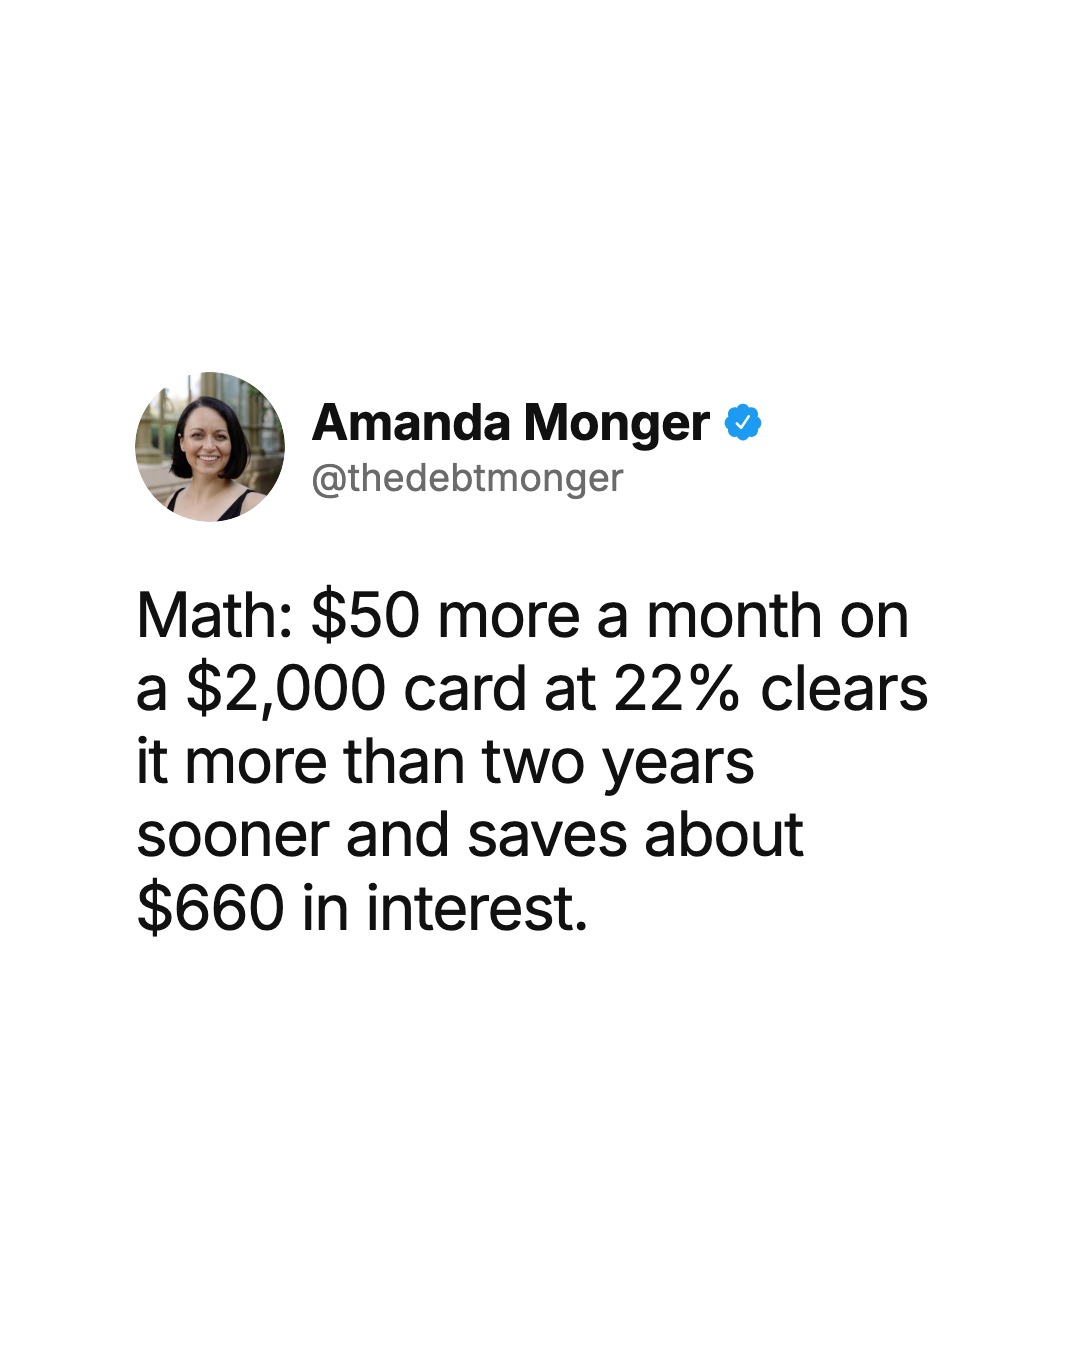 Amanda Monger
@thedebtmonger
Math: $50 more a month on
a $2,000 card at 22% clears
it more than two years
sooner and saves about
$660 in interest.